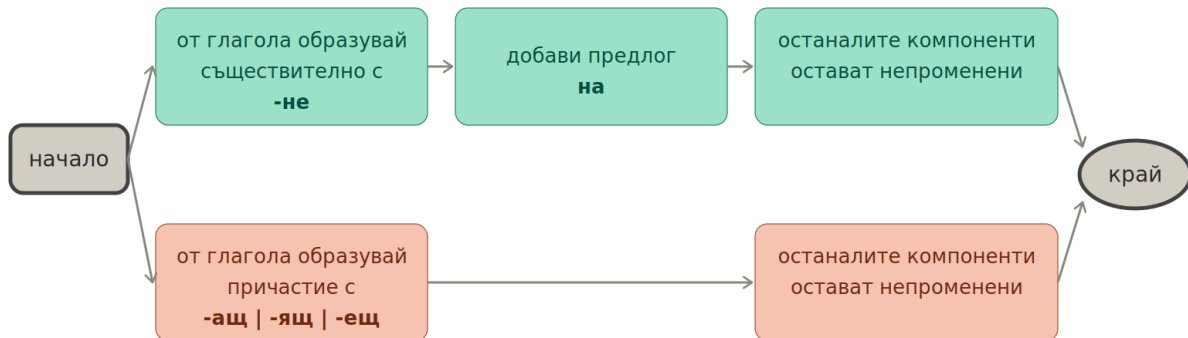 начало
от глагола образувай
съществително с
-не
добави предлог
на
останалите компоненти
остават непроменени
от глагола образувай
причастие с
-ащ | -ящ | -ещ
останалите компоненти
остават непроменени
край